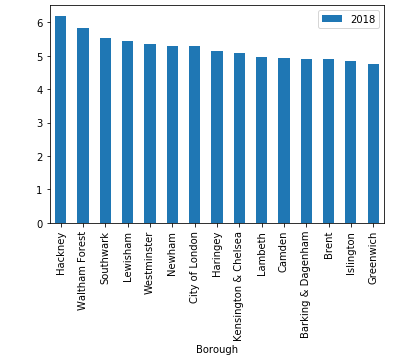 2018
6
5
4
3
2
1
0
Hackney
Waltham Forest
Southwark
Lewisham
Westminster
Newham
City of London
Haringey
Kensington & Chelsea
Lambeth
Camden
Barking & Dagenham
Brent
Islington
Greenwich
Borough